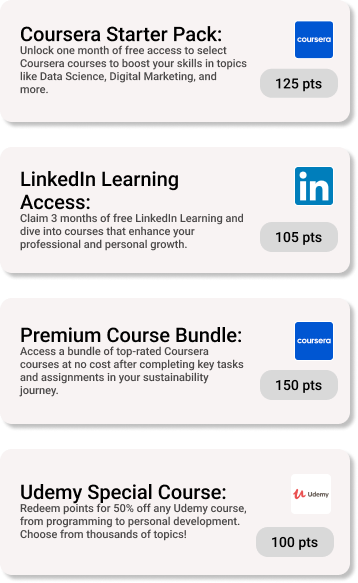 Coursera Starter Pack:
Unlock one month of free access to select
Coursera courses to boost your skills in topics
like Data Science, Digital Marketing, and
more.
coursera
125 pts
LinkedIn Learning
Access:
Claim 3 months of free LinkedIn Learning and
dive into courses that enhance your
professional and personal growth.
in
105 pts
Premium Course Bundle:
Access a bundle of top-rated Coursera
courses at no cost after completing key tasks
and assignments in your sustainability
journey.
coursera
150 pts
Udemy Special Course:
Redeem points for 50% off any Udemy course,
from programming to personal development.
Choose from thousands of topics!
Udemy
100 pts